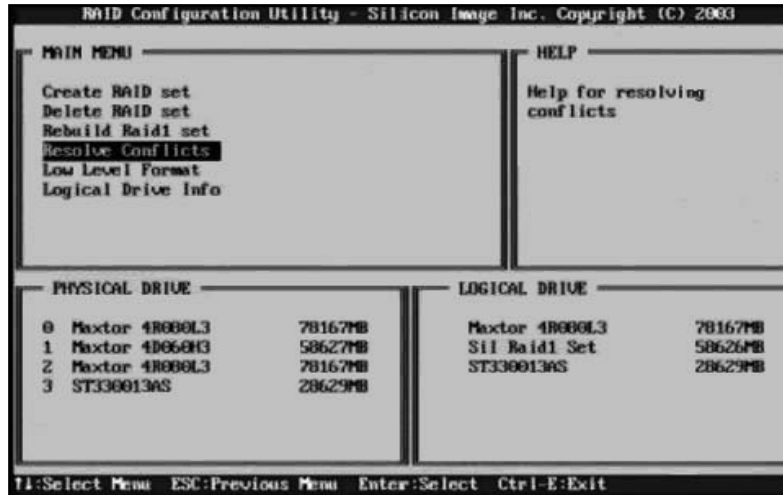 RAID Configuration Utility - Silicon Image Inc. Copyright (C) 2003
MAIN MENU
Create RAID set
Delete RAID set
Rebuild Raid1 set
Resolve Conflicts
Low Level Format
Logical Drive Info
HELP
Help for resolving
conflicts
PHYSICAL DRIVE
0 Maxtor 4R080L3 78167MB
1 Maxtor 4D060H3 58627MB
2 Maxtor 4R080L3 78167MB
3 ST330013AS 28629MB
LOGICAL DRIVE
Maxtor 4R080L3 78167MB
Sil Raid1 Set 58626MB
ST330013AS 28629MB
↑↓:Select Menu ESC:Previous Menu Enter:Select Ctrl-E:Exit